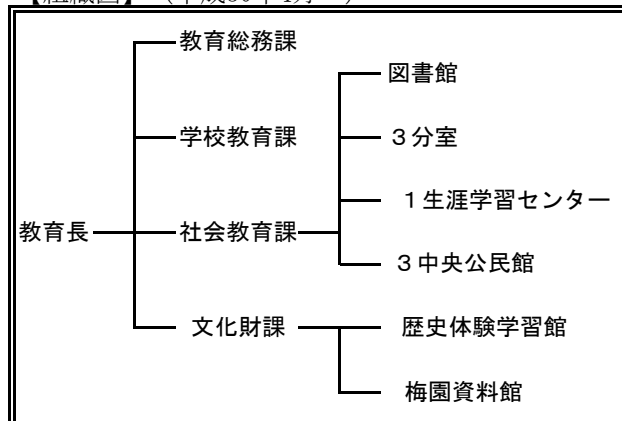 教育総務課
図書館
学校教育課
３分室
１生涯学習センター
教育長
社会教育課
３中央公民館
文化財課
歴史体験学習館
梅園資料館